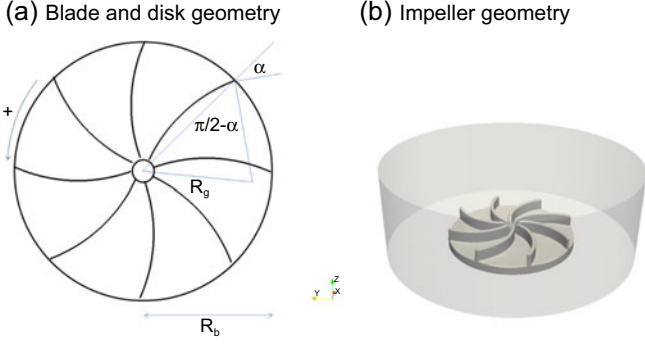 (a) Blade and disk geometry
(b) Impeller geometry
α
+
π/2-α
R_g
R_b
Z
Y
X